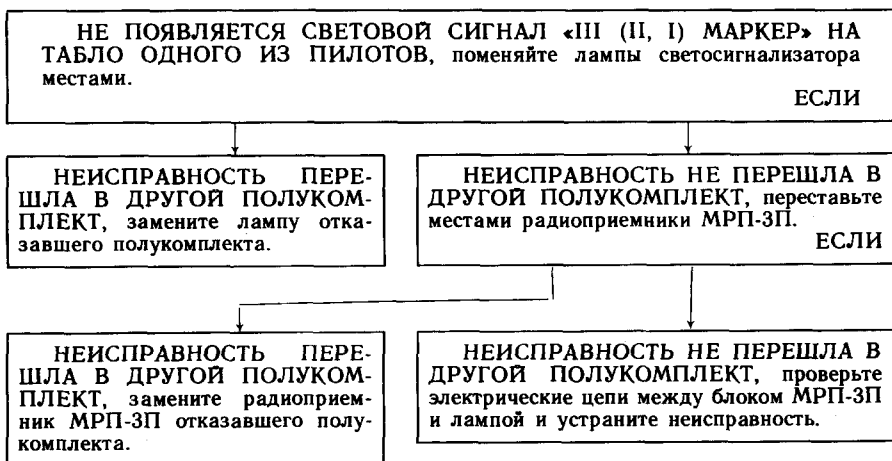 НЕ ПОЯВЛЯЕТСЯ СВЕТОВОЙ СИГНАЛ «III (II, I) МАРКЕР» НА
ТАБЛО ОДНОГО ИЗ ПИЛОТОВ, поменяйте лампы светосигнализатора
местами.
ЕСЛИ
НЕИСПРАВНОСТЬ ПЕРЕ-
ШЛА В ДРУГОЙ ПОЛУКОМ-
ПЛЕКТ, замените лампу отка-
завшего полукомплекта.
НЕИСПРАВНОСТЬ НЕ ПЕРЕШЛА В
ДРУГОЙ ПОЛУКОМПЛЕКТ, переставьте
местами радиоприемники МРП-3П.
ЕСЛИ
НЕИСПРАВНОСТЬ ПЕРЕ-
ШЛА В ДРУГОЙ ПОЛУКОМ-
ПЛЕКТ, замените радиоприем-
ник МРП-3П отказавшего полу-
комплекта.
НЕИСПРАВНОСТЬ НЕ ПЕРЕШЛА В
ДРУГОЙ ПОЛУКОМПЛЕКТ, проверьте
электрические цепи между блоком МРП-3П
и лампой и устраните неисправность.